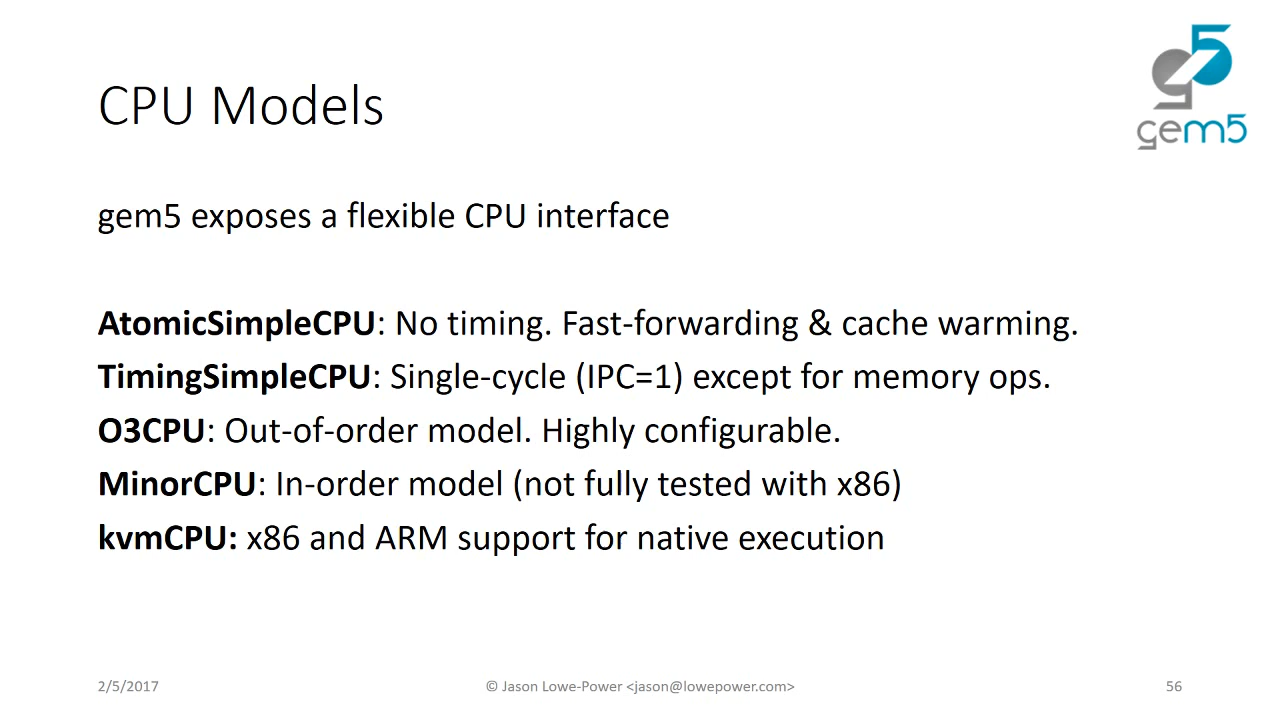 CPU Models
gem5
gem5 exposes a flexible CPU interface
AtomicSimpleCPU: No timing. Fast-forwarding & cache warming.
TimingSimpleCPU: Single-cycle (IPC=1) except for memory ops.
O3CPU: Out-of-order model. Highly configurable.
MinorCPU: In-order model (not fully tested with x86)
kvmCPU: x86 and ARM support for native execution
2/5/2017
© Jason Lowe-Power <jason@lowepower.com>
56